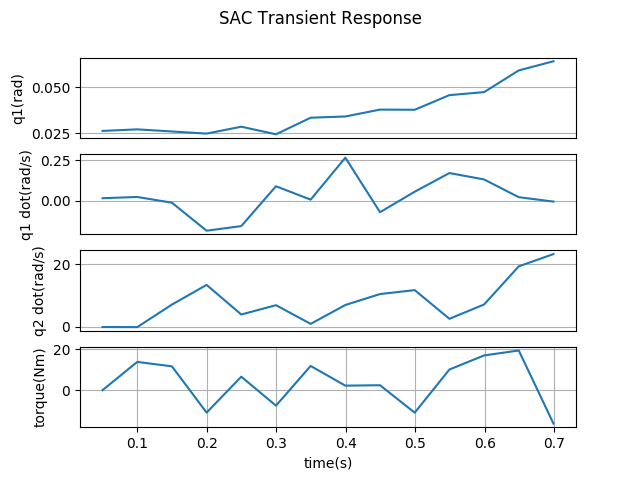 SAC Transient Response
q1(rad)
0.050
0.025
q1 dot(rad/s)
0.25
0.00
q2 dot(rad/s)
20
0
torque(Nm)
20
0
0.1 0.2 0.3 0.4 0.5 0.6 0.7
time(s)